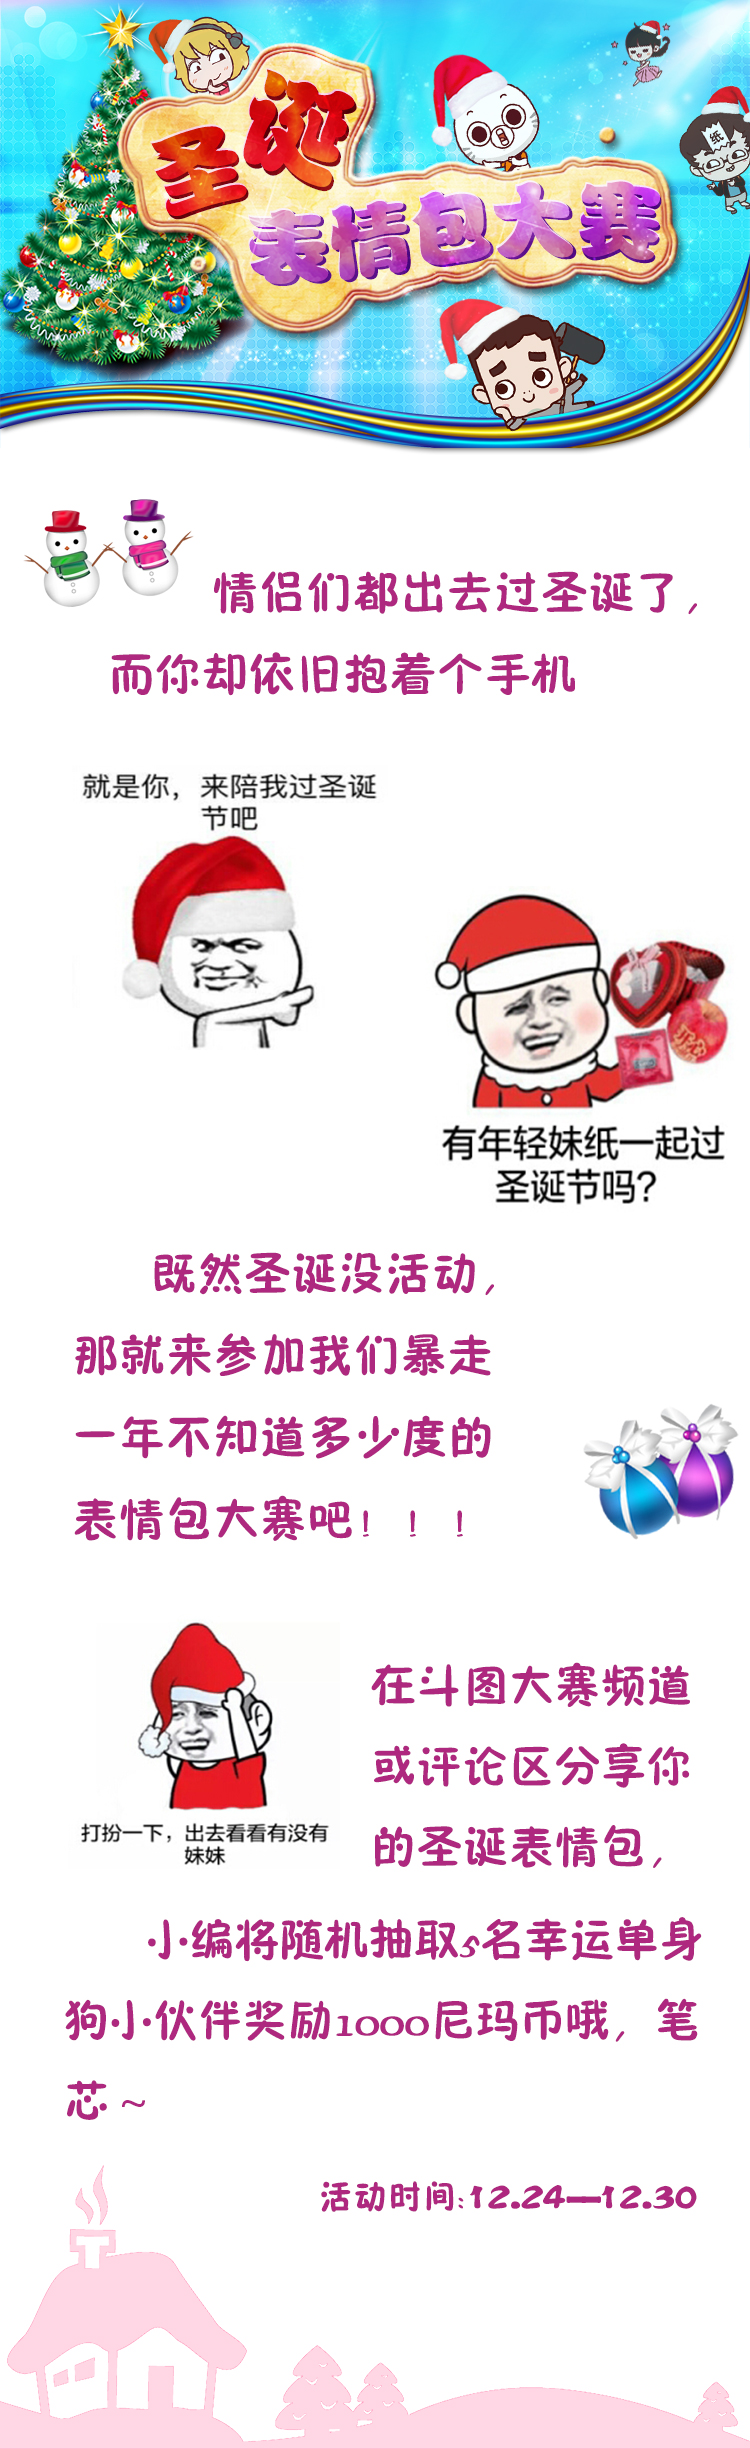 圣诞
表情包大赛
纸
情侣们都出去过圣诞了，
而你却依旧抱着个手机
就是你，来陪我过圣诞
节吧
开心
有年轻妹纸一起过
圣诞节吗？
既然圣诞没活动，
那就来参加我们暴走
一年不知道多少度的
表情包大赛吧！！！
在斗图大赛频道
或评论区分享你
的圣诞表情包，
打扮一下，出去看看有没有
妹妹
小编将随机抽取5名幸运单身
狗小伙伴奖励1000尼玛币哦，笔
芯~
活动时间：12.24—12.30